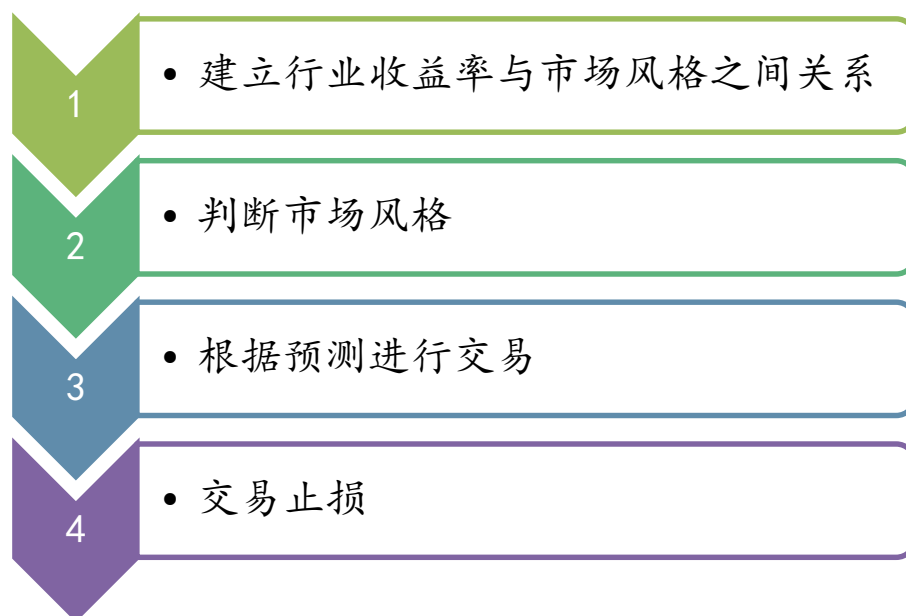 1
• 建立行业收益率与市场风格之间关系
2
• 判断市场风格
3
• 根据预测进行交易
4
• 交易止损